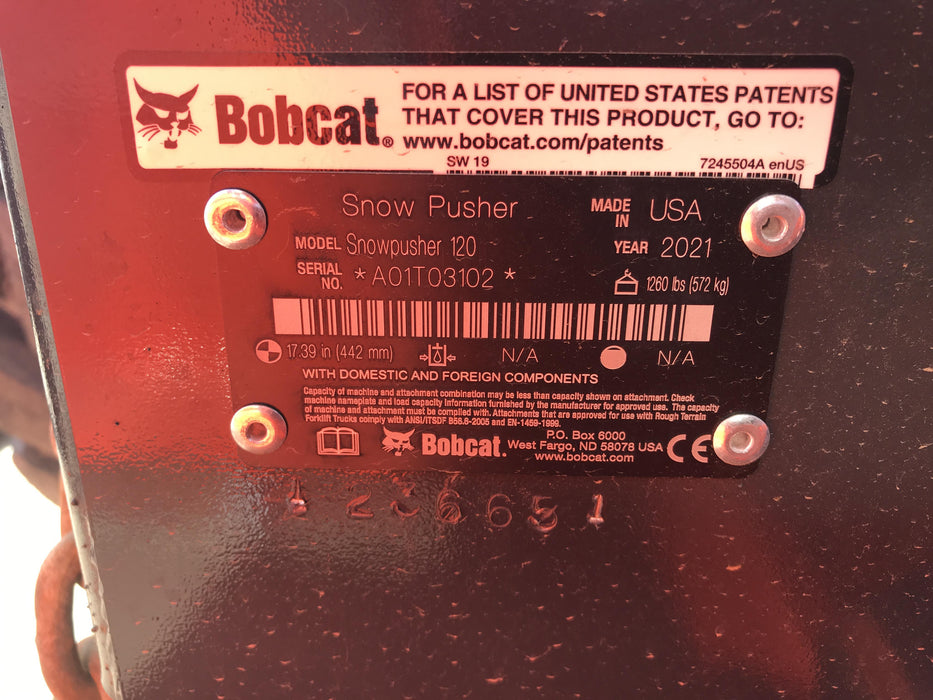 Bobcat®
FOR A LIST OF UNITED STATES PATENTS
THAT COVER THIS PRODUCT, GO TO:
www.bobcat.com/patents
SW 19
7245504A enUS
Snow Pusher
MADE IN USA
MODEL Snowpusher 120
YEAR 2021
SERIAL NO. *A01T03102*
1260 lbs (572 kg)
17.39 in (442 mm)
N/A
N/A
WITH DOMESTIC AND FOREIGN COMPONENTS
Capacity of machine and attachment combination may be less than capacity shown on attachment. Check
machine nameplate and load capacity information furnished by the manufacturer for approved use. The capacity
of machine and attachment must be complied with. Attachments that are approved for use with Rough Terrain
Forklift Trucks comply with ANSI/ITSDF B56.6-2005 and EN-1459-1999.
Bobcat.
P.O. Box 6000
West Fargo, ND 58078 USA
www.bobcat.com
CE